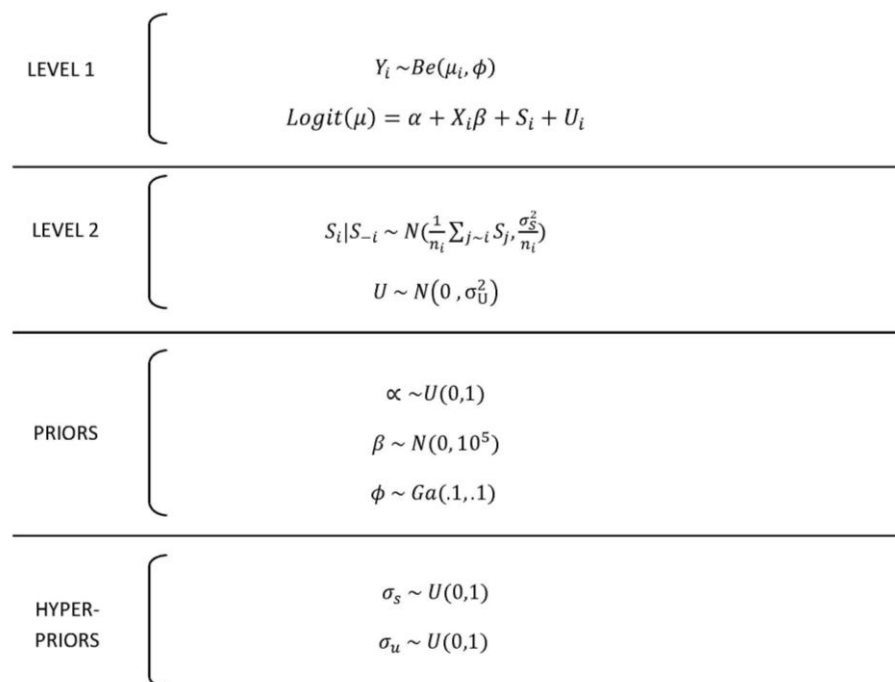 LEVEL 1
Y_i ~Be(μ_i, ϕ)
Logit(μ) = α + X_iβ + S_i + U_i
LEVEL 2
S_i|S_{-i} ~ N(\frac{1}{n_i} ∑_{j~i} S_j, \frac{σ_S^2}{n_i})
U ~ N(0 , σ_U^2)
PRIORS
∝ ~U(0,1)
β ~ N(0, 10^5)
ϕ ~ Ga(.1,.1)
HYPER-
PRIORS
σ_s ~ U(0,1)
σ_u ~ U(0,1)